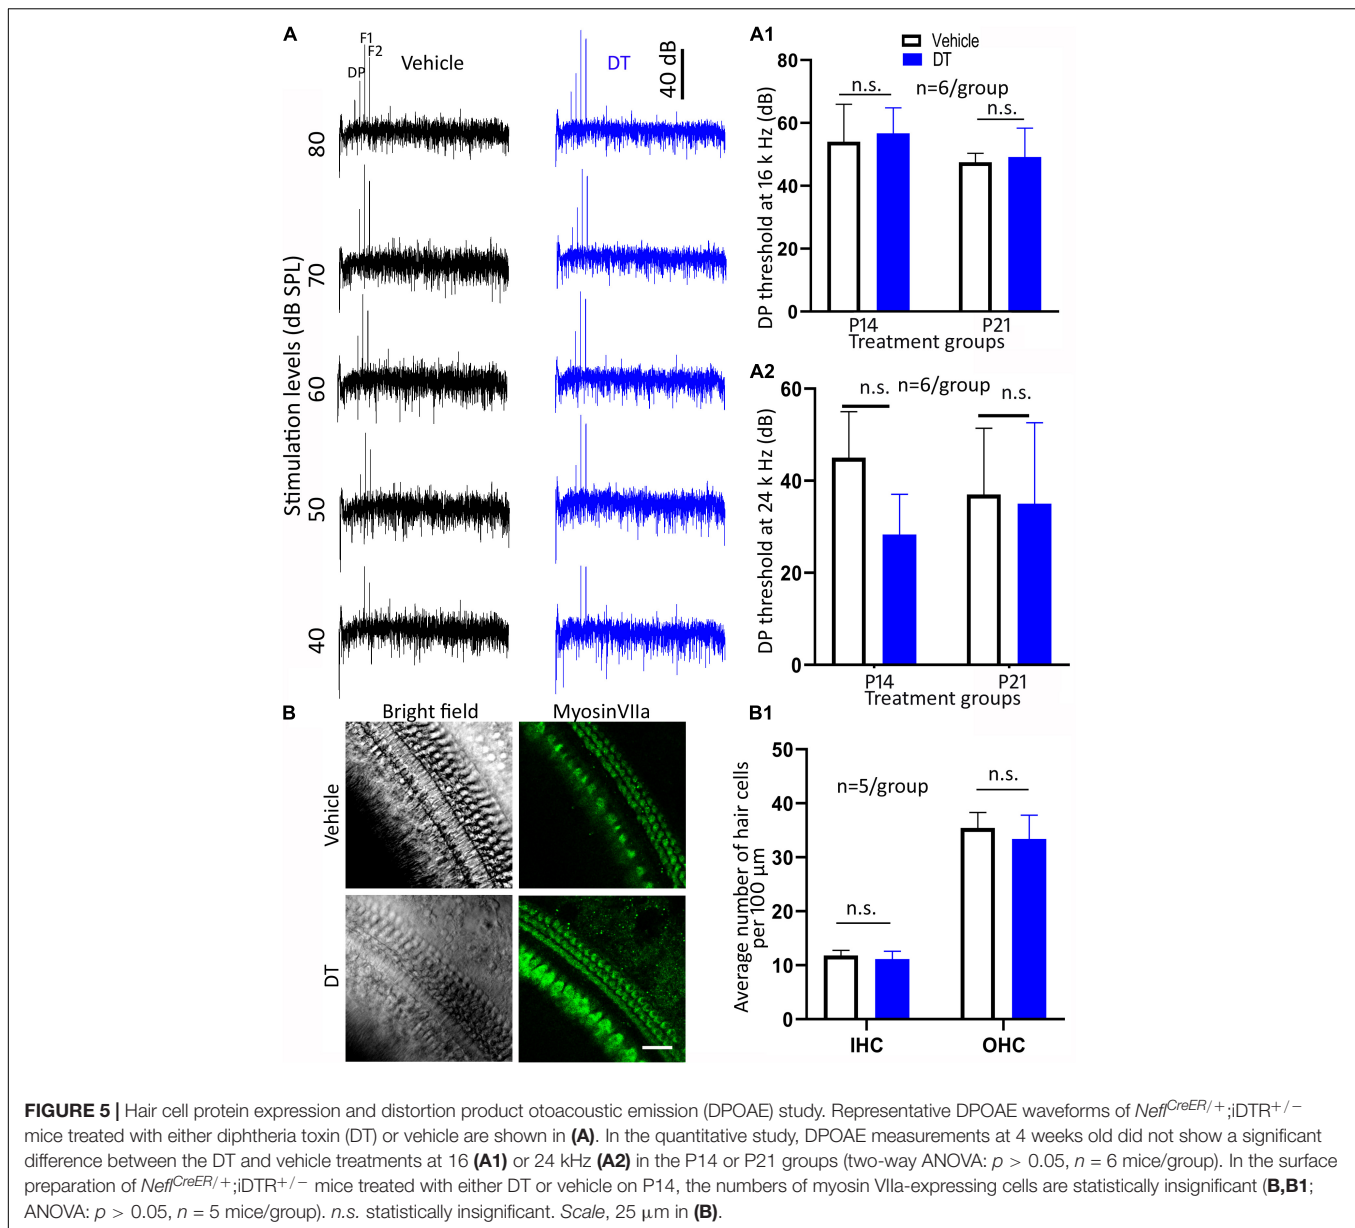 A
Vehicle
DP
F1
F2
DT
40 dB
Stimulation levels (dB SPL)
80
70
60
50
40
A1
Vehicle
DT
n.s.
n=6/group
n.s.
DP threshold at 16 k Hz (dB)
80
60
40
20
0
P14
P21
Treatment groups
A2
n.s.
n=6/group
n.s.
DP threshold at 24 k Hz (dB)
60
40
20
0
P14
P21
Treatment groups
B
Bright field
MyosinVIIa
Vehicle
DT
B1
n=5/group
n.s.
n.s.
Average number of hair cells
per 100 µm
50
40
30
20
10
0
IHC
OHC
FIGURE 5 | Hair cell protein expression and distortion product otoacoustic emission (DPOAE) study. Representative DPOAE waveforms of Nefl^CreER/+;iDTR^+/−
mice treated with either diphtheria toxin (DT) or vehicle are shown in (A). In the quantitative study, DPOAE measurements at 4 weeks old did not show a significant
difference between the DT and vehicle treatments at 16 (A1) or 24 kHz (A2) in the P14 or P21 groups (two-way ANOVA: p > 0.05, n = 6 mice/group). In the surface
preparation of Nefl^CreER/+;iDTR^+/− mice treated with either DT or vehicle on P14, the numbers of myosin VIIa-expressing cells are statistically insignificant (B,B1;
ANOVA: p > 0.05, n = 5 mice/group). n.s. statistically insignificant. Scale, 25 µm in (B).